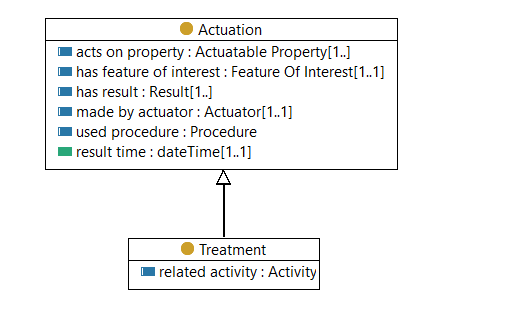 Actuation
acts on property : Actuatable Property[1..]
has feature of interest : Feature Of Interest[1..1]
has result : Result[1..]
made by actuator : Actuator[1..1]
used procedure : Procedure
result time : dateTime[1..1]
Treatment
related activity : Activity